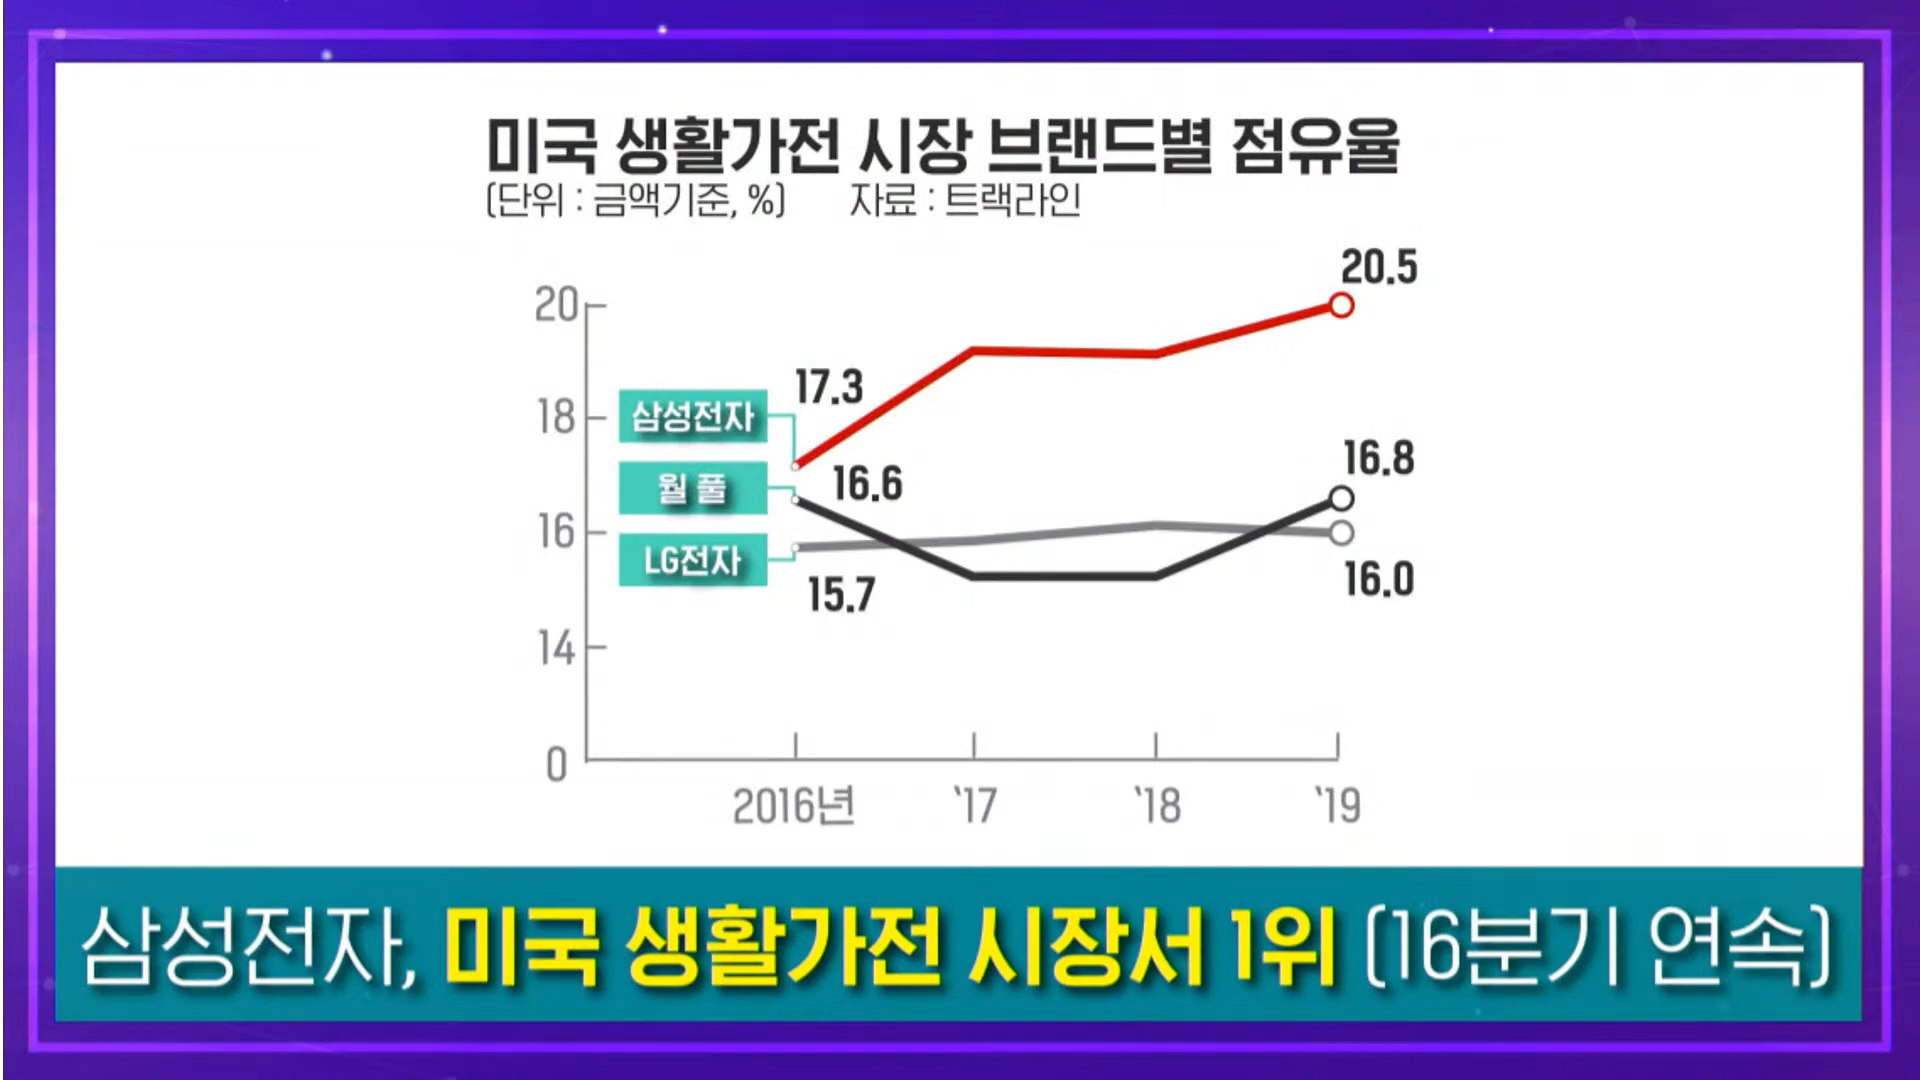 미국 생활가전 시장 브랜드별 점유율
(단위 : 금액기준, %) 자료 : 트랙라인
20.5
20
17.3
18
삼성전자
16.8
월 풀
16.6
16
LG전자
15.7
16.0
14
0
2016년 '17 '18 '19
삼성전자, 미국 생활가전 시장서 1위 (16분기 연속)